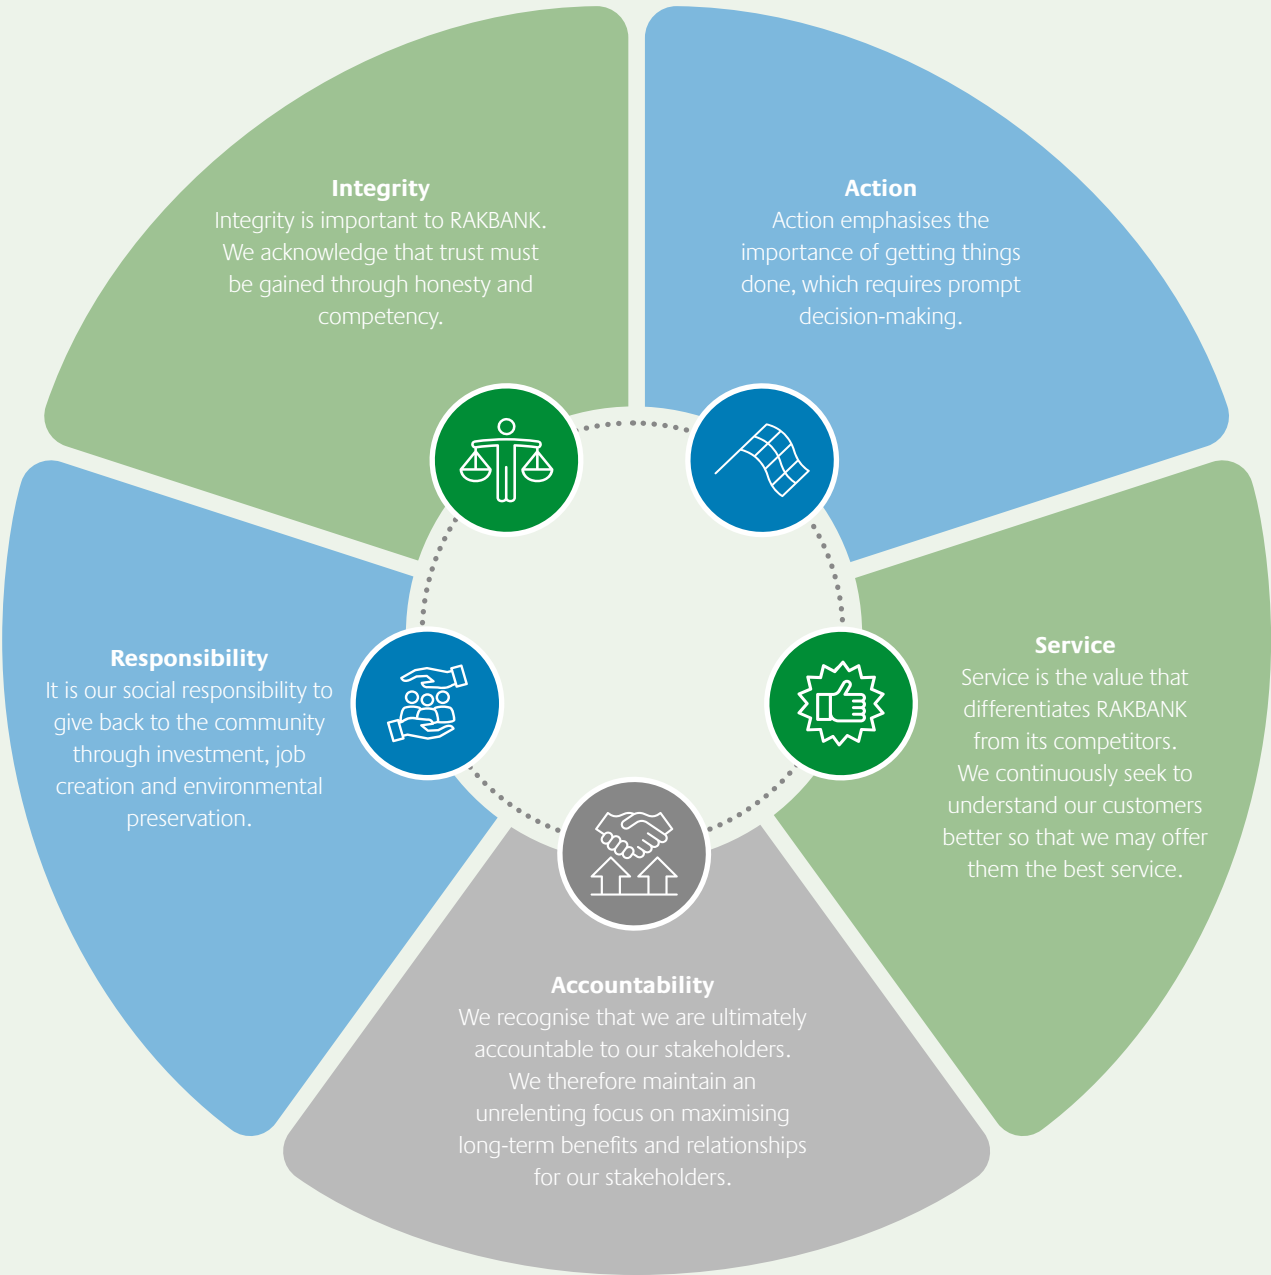 Integrity
Integrity is important to RAKBANK.
We acknowledge that trust must
be gained through honesty and
competency.
Action
Action emphasises the
importance of getting things
done, which requires prompt
decision-making.
Responsibility
It is our social responsibility to
give back to the community
through investment, job
creation and environmental
preservation.
Service
Service is the value that
differentiates RAKBANK
from its competitors.
We continuously seek to
understand our customers
better so that we may offer
them the best service.
Accountability
We recognise that we are ultimately
accountable to our stakeholders.
We therefore maintain an
unrelenting focus on maximising
long-term benefits and relationships
for our stakeholders.